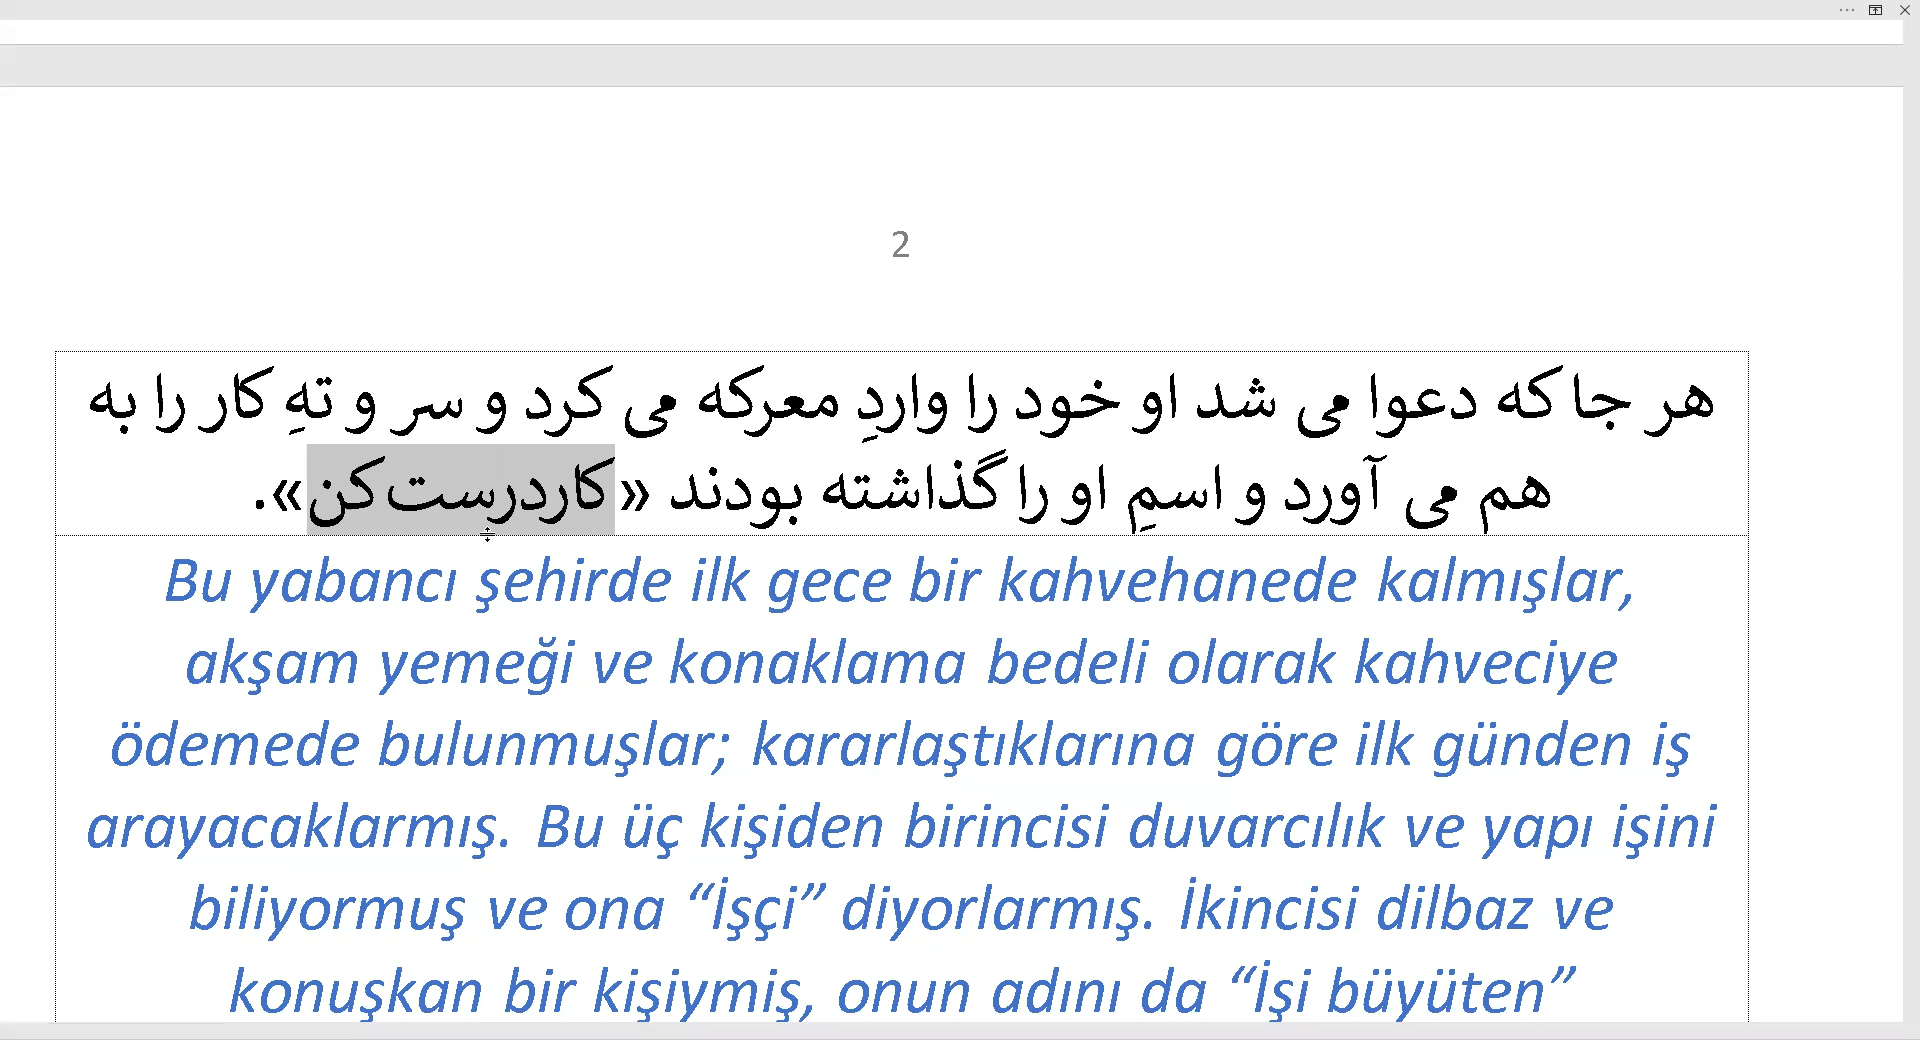 2
هر جا که دعوا می شد او خود را واردِ معرکه می کرد و سر و تهِ کار را به
هم می آورد و اسمِ او را گذاشته بودند «کاردرست‌کن».
Bu yabancı şehirde ilk gece bir kahvehanede kalmışlar,
akşam yemeği ve konaklama bedeli olarak kahveciye
ödemede bulunmuşlar; kararlaştıklarına göre ilk günden iş
arayacaklarmış. Bu üç kişiden birincisi duvarcılık ve yapı işini
biliyormuş ve ona “İşçi” diyorlarmış. İkincisi dilbaz ve
konuşkan bir kişiymiş, onun adını da “İşi büyüten”